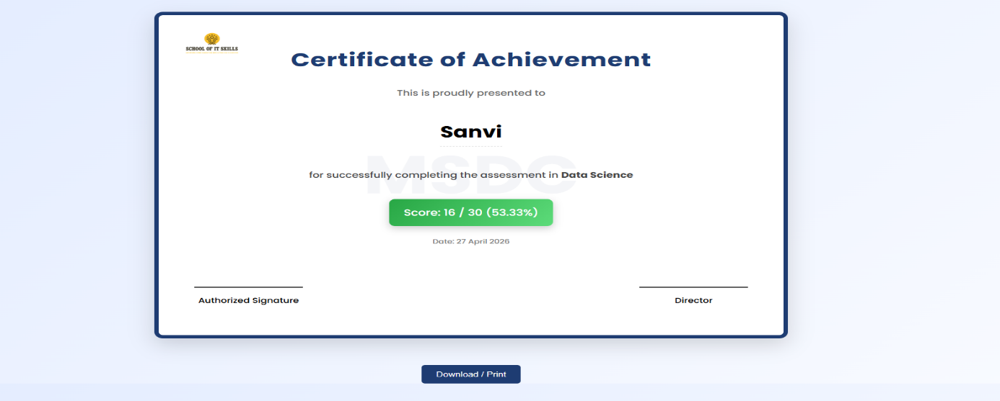 SCHOOL OF IT SKILLS
Certificate of Achievement
This is proudly presented to
Sanvi
MSDC
for successfully completing the assessment in Data Science
Score: 16 / 30 (53.33%)
Date: 27 April 2026
Authorized Signature
Director
Download / Print